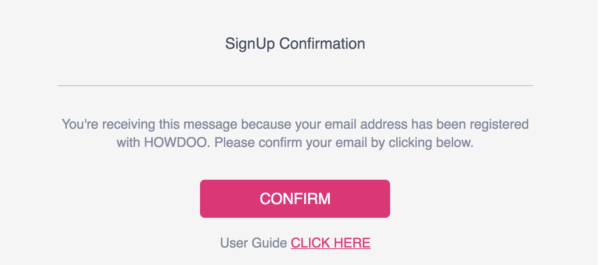 SignUp Confirmation
You're receiving this message because your email address has been registered
with HOWDOO. Please confirm your email by clicking below.
CONFIRM
User Guide CLICK HERE